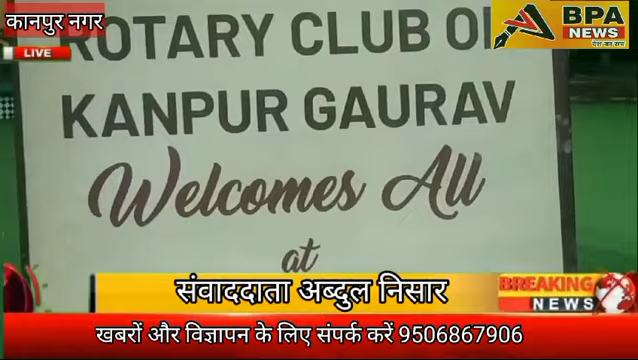 कानपुर नगर
LIVE
BPA
NEWS
ROTARY CLUB OF
KANPUR GAURAV
Welcomes All
at
संवाददाता अब्दुल निसार
BREAKING
NEWS
खबरों और विज्ञापन के लिए संपर्क करें 9506867906